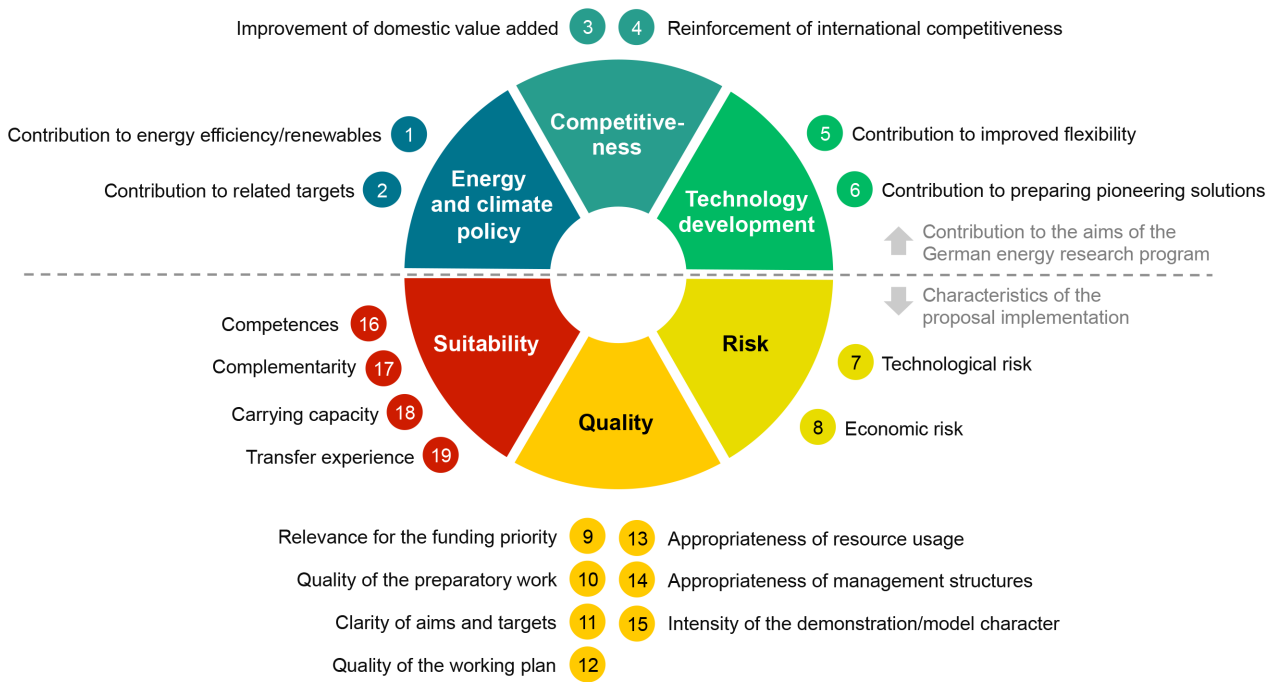 Improvement of domestic value added 3
4 Reinforcement of international competitiveness
Contribution to energy efficiency/renewables 1
Contribution to related targets 2
5 Contribution to improved flexibility
6 Contribution to preparing pioneering solutions
Competitive-
ness
Energy
and climate
policy
Technology
development
Contribution to the aims of the
German energy research program
Characteristics of the
proposal implementation
Suitability
Quality
Risk
Competences 16
Complementarity 17
Carrying capacity 18
Transfer experience 19
7 Technological risk
8 Economic risk
Relevance for the funding priority 9
Quality of the preparatory work 10
Clarity of aims and targets 11
Quality of the working plan 12
13 Appropriateness of resource usage
14 Appropriateness of management structures
15 Intensity of the demonstration/model character